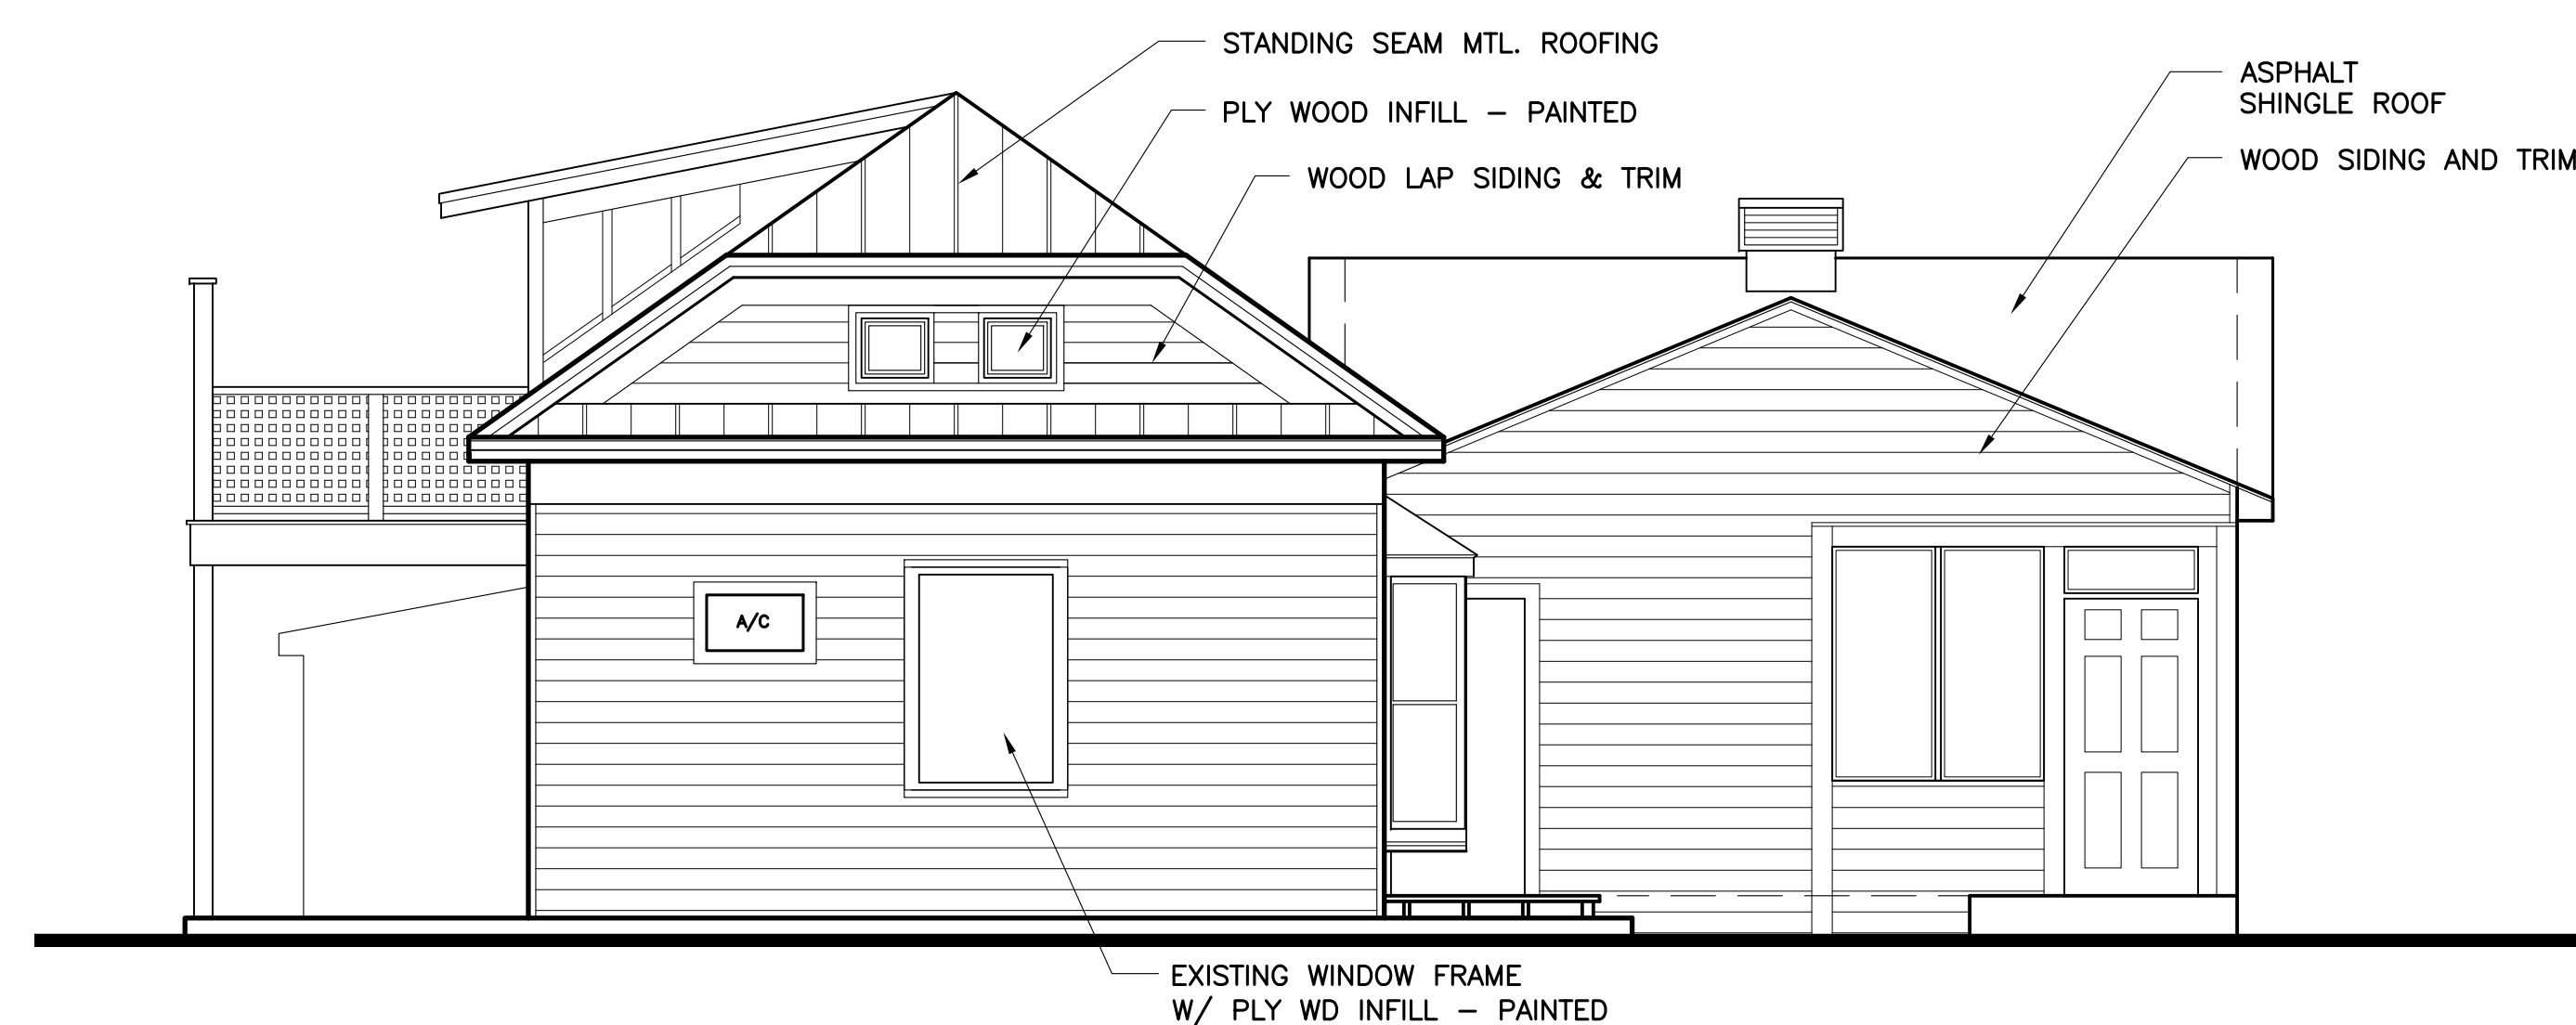 STANDING SEAM MTL. ROOFING
PLY WOOD INFILL – PAINTED
WOOD LAP SIDING & TRIM
ASPHALT
SHINGLE ROOF
WOOD SIDING AND TRIM
A/C
EXISTING WINDOW FRAME
W/ PLY WD INFILL – PAINTED